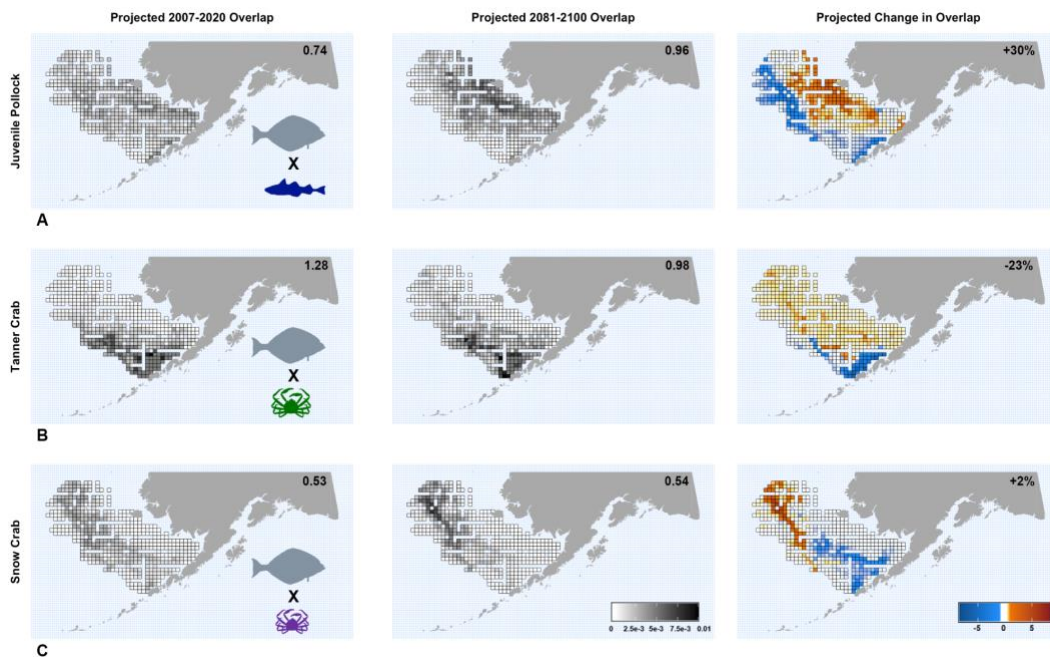 Projected 2007-2020 Overlap
Projected 2081-2100 Overlap
Projected Change in Overlap
Juvenile Pollock
0.74
X
0.96
+30%
A
Tanner Crab
1.28
X
0.98
-23%
B
Snow Crab
0.53
X
0.54
0 2.5e-3 5e-3 7.5e-3 0.01
+2%
-5 0 5
C